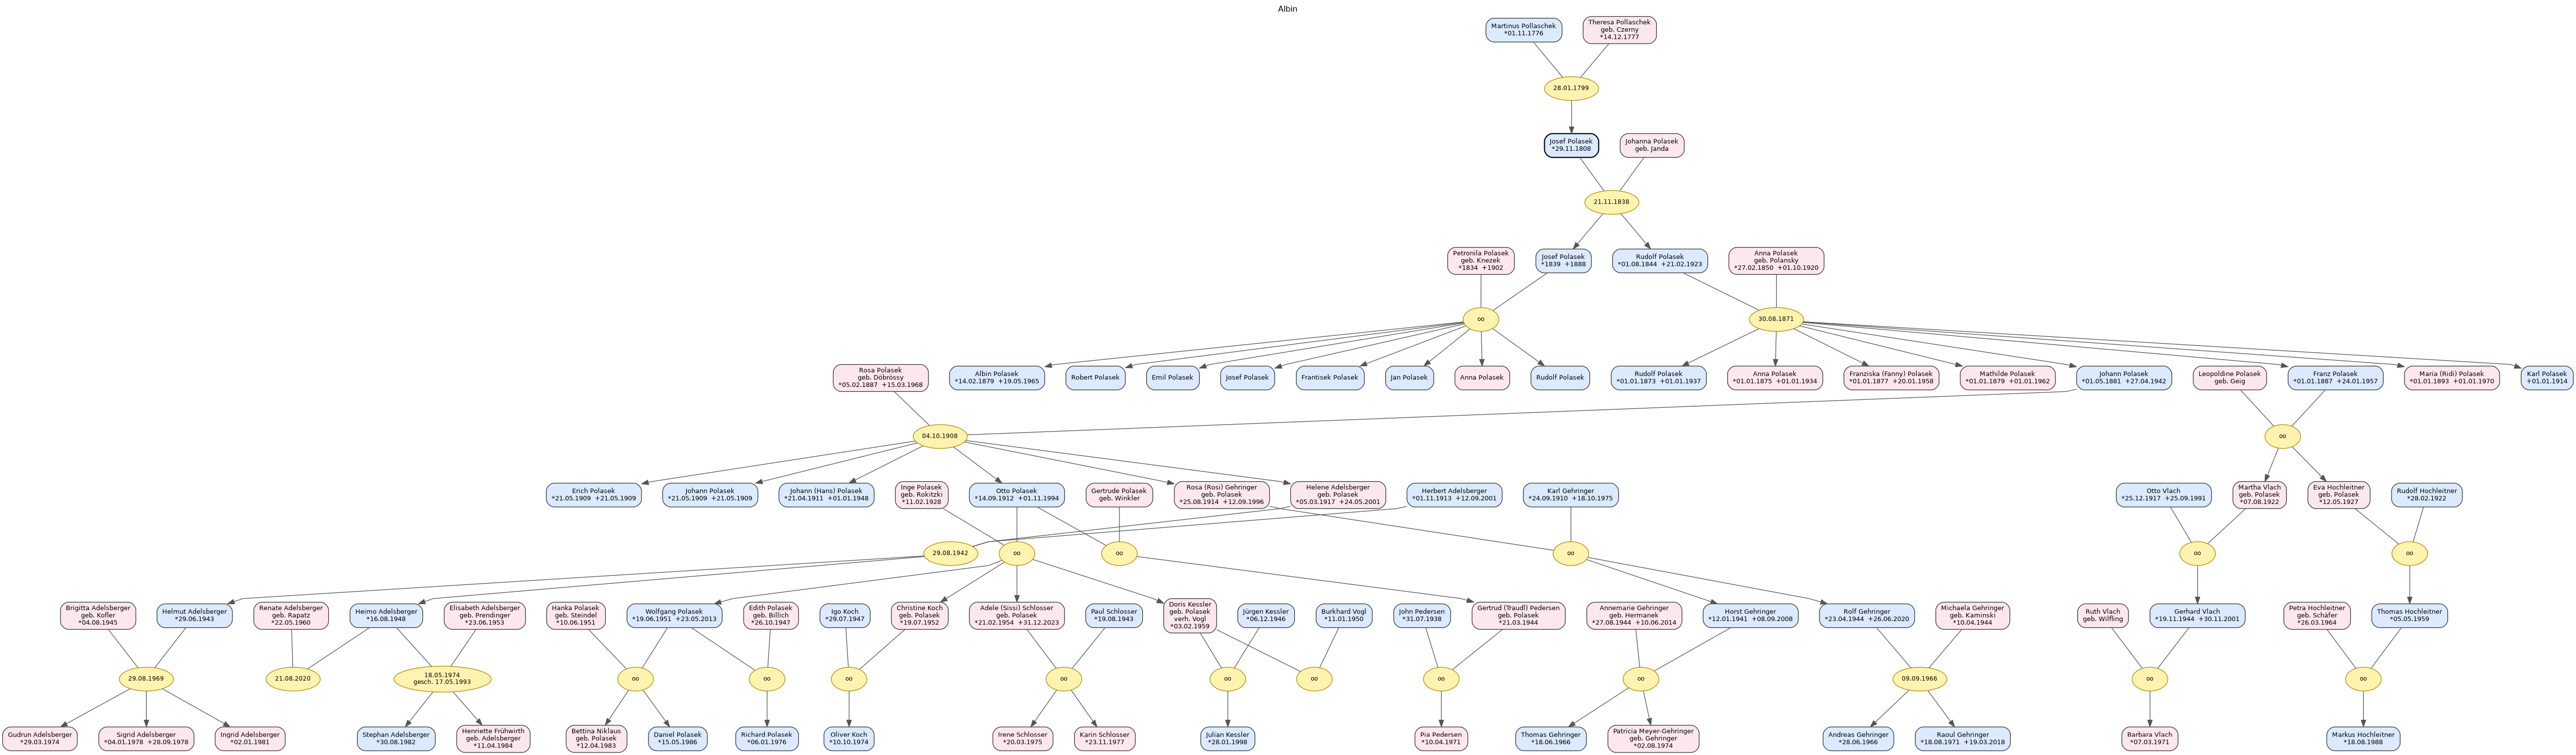 Albin
Martinus Pollaschek
*01.11.1776
Theresa Pollaschek
geb. Czerny
*14.12.1777
28.01.1799
Josef Polasek
*29.11.1808
Johanna Polasek
geb. Janda
21.11.1838
Petronila Polasek
geb. Knezek
*1834 +1902
Josef Polasek
*1839 +1888
Rudolf Polasek
*01.08.1844 +21.02.1923
Anna Polasek
geb. Polansky
*27.02.1850 +01.10.1920
oo
30.08.1871
Rosa Polasek
geb. Döbrössy
*05.02.1887 +15.03.1968
Albin Polasek
*14.02.1879 +19.05.1965
Robert Polasek
Emil Polasek
Josef Polasek
Frantisek Polasek
Jan Polasek
Anna Polasek
Rudolf Polasek
Rudolf Polasek
*01.01.1873 +01.01.1937
Anna Polasek
*01.01.1875 +01.01.1934
Franziska (Fanny) Polasek
*01.01.1877 +20.01.1958
Mathilde Polasek
*01.01.1879 +01.01.1962
Johann Polasek
*01.05.1881 +27.04.1942
Leopoldine Polasek
geb. Geig
Franz Polasek
*01.01.1887 +24.01.1957
Maria (Ridi) Polasek
*01.01.1893 +01.01.1970
Karl Polasek
+01.01.1914
04.10.1908
oo
Erich Polasek
*21.05.1909 +21.05.1909
Johann Polasek
*21.05.1909 +21.05.1909
Johann (Hans) Polasek
*21.04.1911 +01.01.1948
Inge Polasek
geb. Rokitzki
*11.02.1928
Otto Polasek
*14.09.1912 +01.11.1994
Gertrude Polasek
geb. Winkler
Rosa (Rosi) Gehringer
geb. Polasek
*25.08.1914 +12.09.1996
Helene Adelsberger
geb. Polasek
*05.03.1917 +24.05.2001
Herbert Adelsberger
*01.11.1913 +12.09.2001
Karl Gehringer
*24.09.1910 +18.10.1975
Otto Vlach
*25.12.1917 +25.09.1991
Martha Vlach
geb. Polasek
*07.08.1922
Eva Hochleitner
geb. Polasek
*12.05.1927
Rudolf Hochleitner
*28.02.1922
29.08.1942
oo
oo
oo
oo
oo
Brigitta Adelsberger
geb. Kofler
*04.08.1945
Helmut Adelsberger
*29.06.1943
Renate Adelsberger
geb. Rapatz
*22.05.1960
Heimo Adelsberger
*16.08.1948
Elisabeth Adelsberger
geb. Prendinger
*23.06.1953
Hanka Polasek
geb. Steindel
*10.06.1951
Wolfgang Polasek
*19.06.1951 +23.05.2013
Edith Polasek
geb. Billich
*26.10.1947
Igo Koch
*29.07.1947
Christine Koch
geb. Polasek
*19.07.1952
Adele (Sissi) Schlosser
geb. Polasek
*21.02.1954 +31.12.2023
Paul Schlosser
*19.08.1943
Doris Kessler
geb. Polasek
verh. Vogl
*03.02.1959
Jürgen Kessler
*06.12.1946
Burkhard Vogl
*11.01.1950
John Pedersen
*31.07.1938
Gertrud (Traudl) Pedersen
geb. Polasek
*21.03.1944
Annemarie Gehringer
geb. Hermanek
*27.08.1944 +10.06.2014
Horst Gehringer
*12.01.1941 +08.09.2008
Rolf Gehringer
*23.04.1944 +26.06.2020
Michaela Gehringer
geb. Kaminski
*10.04.1944
Ruth Vlach
geb. Wilfling
Gerhard Vlach
*19.11.1944 +30.11.2001
Petra Hochleitner
geb. Schäfer
*26.03.1964
Thomas Hochleitner
*05.05.1959
29.08.1969
21.08.2020
18.05.1974
gesch. 17.05.1993
oo
oo
oo
oo
oo
oo
oo
oo
09.09.1966
oo
oo
Gudrun Adelsberger
*29.03.1974
Sigrid Adelsberger
*04.01.1978 +28.09.1978
Ingrid Adelsberger
*02.01.1981
Stephan Adelsberger
*30.08.1982
Henriette Frühwirth
geb. Adelsberger
*11.04.1984
Bettina Niklaus
geb. Polasek
*12.04.1983
Daniel Polasek
*15.05.1986
Richard Polasek
*06.01.1976
Oliver Koch
*10.10.1974
Irene Schlosser
*20.03.1975
Karin Schlosser
*23.11.1977
Julian Kessler
*28.01.1998
Pia Pedersen
*10.04.1971
Thomas Gehringer
*18.06.1966
Patricia Meyer-Gehringer
geb. Gehringer
*02.08.1974
Andreas Gehringer
*28.06.1966
Raoul Gehringer
*18.08.1971 +19.03.2018
Barbara Vlach
*07.03.1971
Markus Hochleitner
*18.08.1988